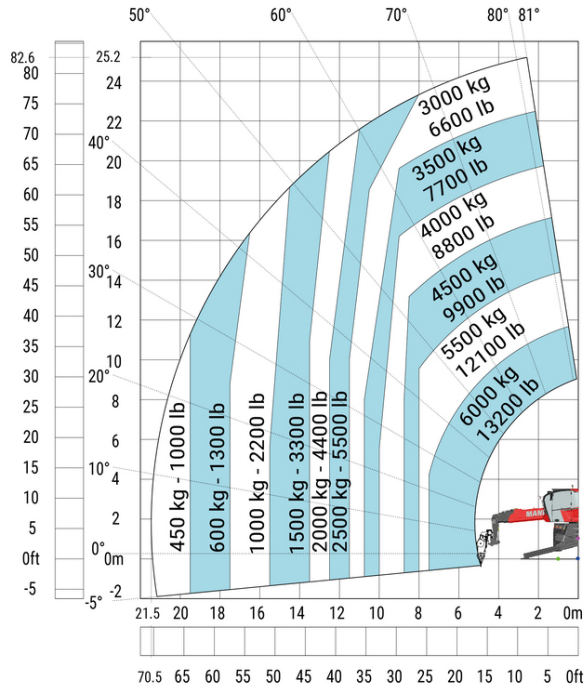 50°
60°
70°
80° 81°
82.6
25.2
80
24
75
22
70
20
65
18
60
16
55
14
50
12
45
10
40
8
35
6
30
4
25
2
20
0m
15
-2
10
5
0ft
-5
40°
30°
20°
10°
0°
-5°
3000 kg
6600 lb
3500 kg
7700 lb
4000 kg
8800 lb
4500 kg
9900 lb
5500 kg
12100 lb
6000 kg
13200 lb
450 kg - 1000 lb
600 kg - 1300 lb
1000 kg - 2200 lb
1500 kg - 3300 lb
2000 kg - 4400 lb
2500 kg - 5500 lb
21.5 20 18 16 14 12 10 8 6 4 2 0m
70.5 65 60 55 50 45 40 35 30 25 20 15 10 5 0ft